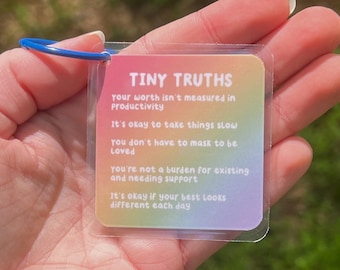 TINY TRUTHS
Your worth isn't measured in
productivity
It's okay to take things slow
You don't have to mask to be
loved
You're not a burden for existing
and needing support
It's okay if your best looks
different each day